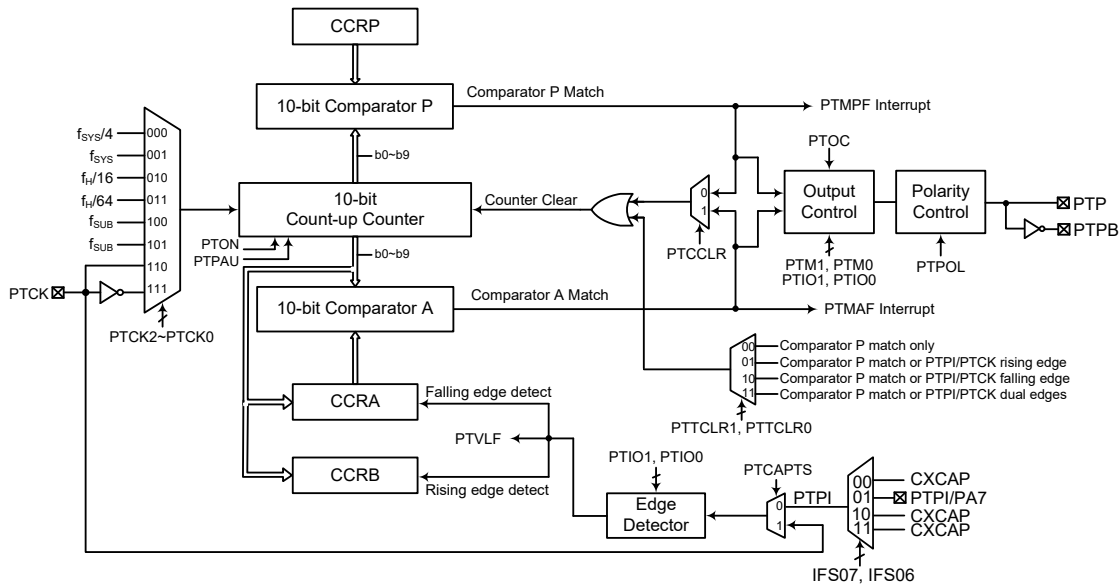 CCRP
10-bit Comparator P
Comparator P Match
PTMPF Interrupt
b0~b9
fSYS/4
fSYS
fH/16
fH/64
fSUB
fSUB
000
001
010
011
100
101
110
111
PTCK
PTCK2~PTCK0
10-bit
Count-up Counter
PTON
PTPAU
b0~b9
Counter Clear
0
1
PTCCLR
PTOC
Output
Control
PTM1, PTM0
PTIO1, PTIO0
Polarity
Control
PTPOL
PTP
PTPB
10-bit Comparator A
Comparator A Match
PTMAF Interrupt
00
01
10
11
Comparator P match only
Comparator P match or PTPI/PTCK rising edge
Comparator P match or PTPI/PTCK falling edge
Comparator P match or PTPI/PTCK dual edges
PTTCLR1, PTTCLR0
CCRA
Falling edge detect
PTVLF
CCRB
Rising edge detect
PTIO1, PTIO0
Edge
Detector
PTCAPTS
0
1
PTPI
00
01
10
11
CXCAP
PTPI/PA7
CXCAP
CXCAP
IFS07, IFS06